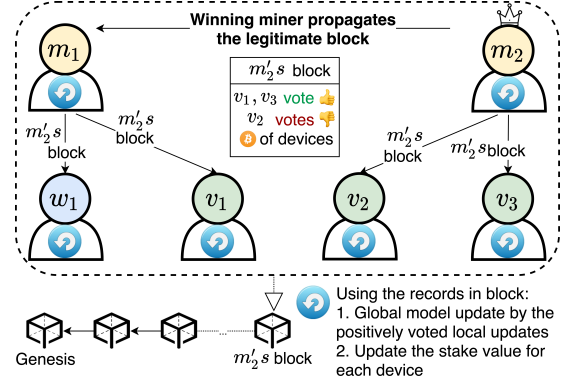 Winning miner propagates
the legitimate block
m₁
m₂
m′₂s block
v₁, v₃ vote 👍
v₂ votes 👎
₿ of devices
m′₂s
block
m′₂s
block
m′₂s
block
m′₂s block
w₁
v₁
v₂
v₃
Using the records in block:
1. Global model update by the
positively voted local updates
2. Update the stake value for
each device
...
Genesis
m′₂s block